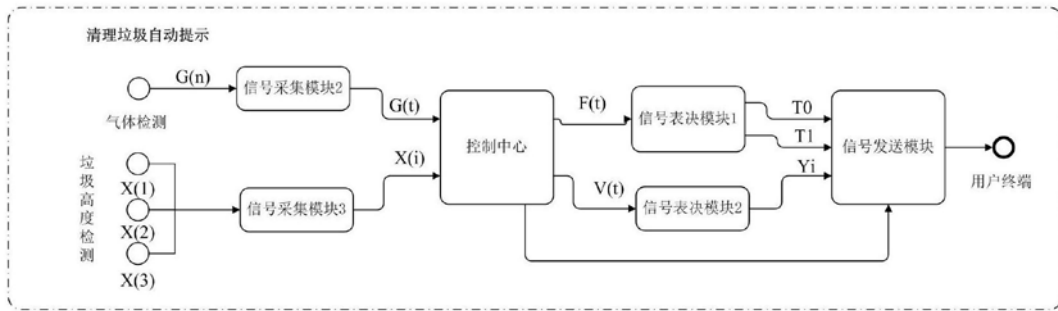 清理垃圾自动提示
G(n)
信号采集模块2
G(t)
气体检测
F(t)
信号表决模块1
T0
T1
控制中心
信号发送模块
用户终端
垃圾高度检测
X(1)
X(2)
X(3)
信号采集模块3
X(i)
V(t)
信号表决模块2
Yi